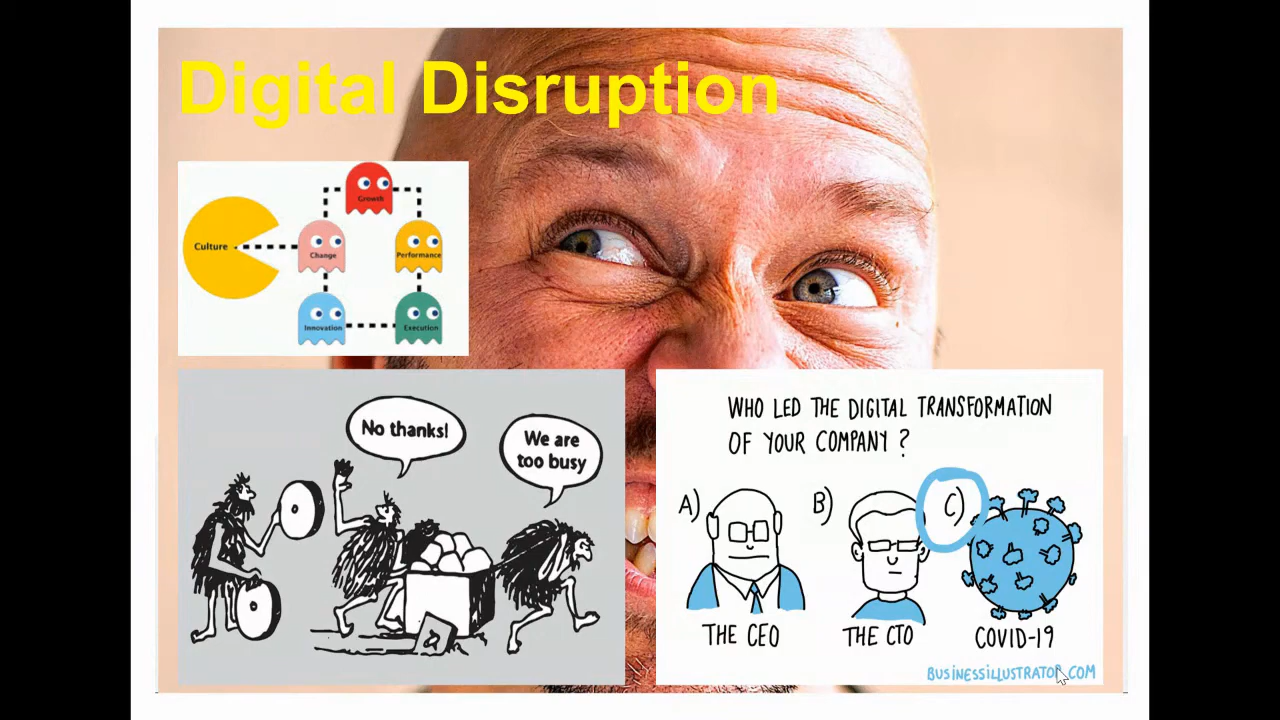 Digital Disruption
Growth
Culture
Change
Performance
Innovation
Execution
No thanks!
We are
too busy
WHO LED THE DIGITAL TRANSFORMATION
OF YOUR COMPANY?
A)
B)
C)
THE CEO
THE CTO
COVID-19
BUSINESSILLUSTRATOR.COM